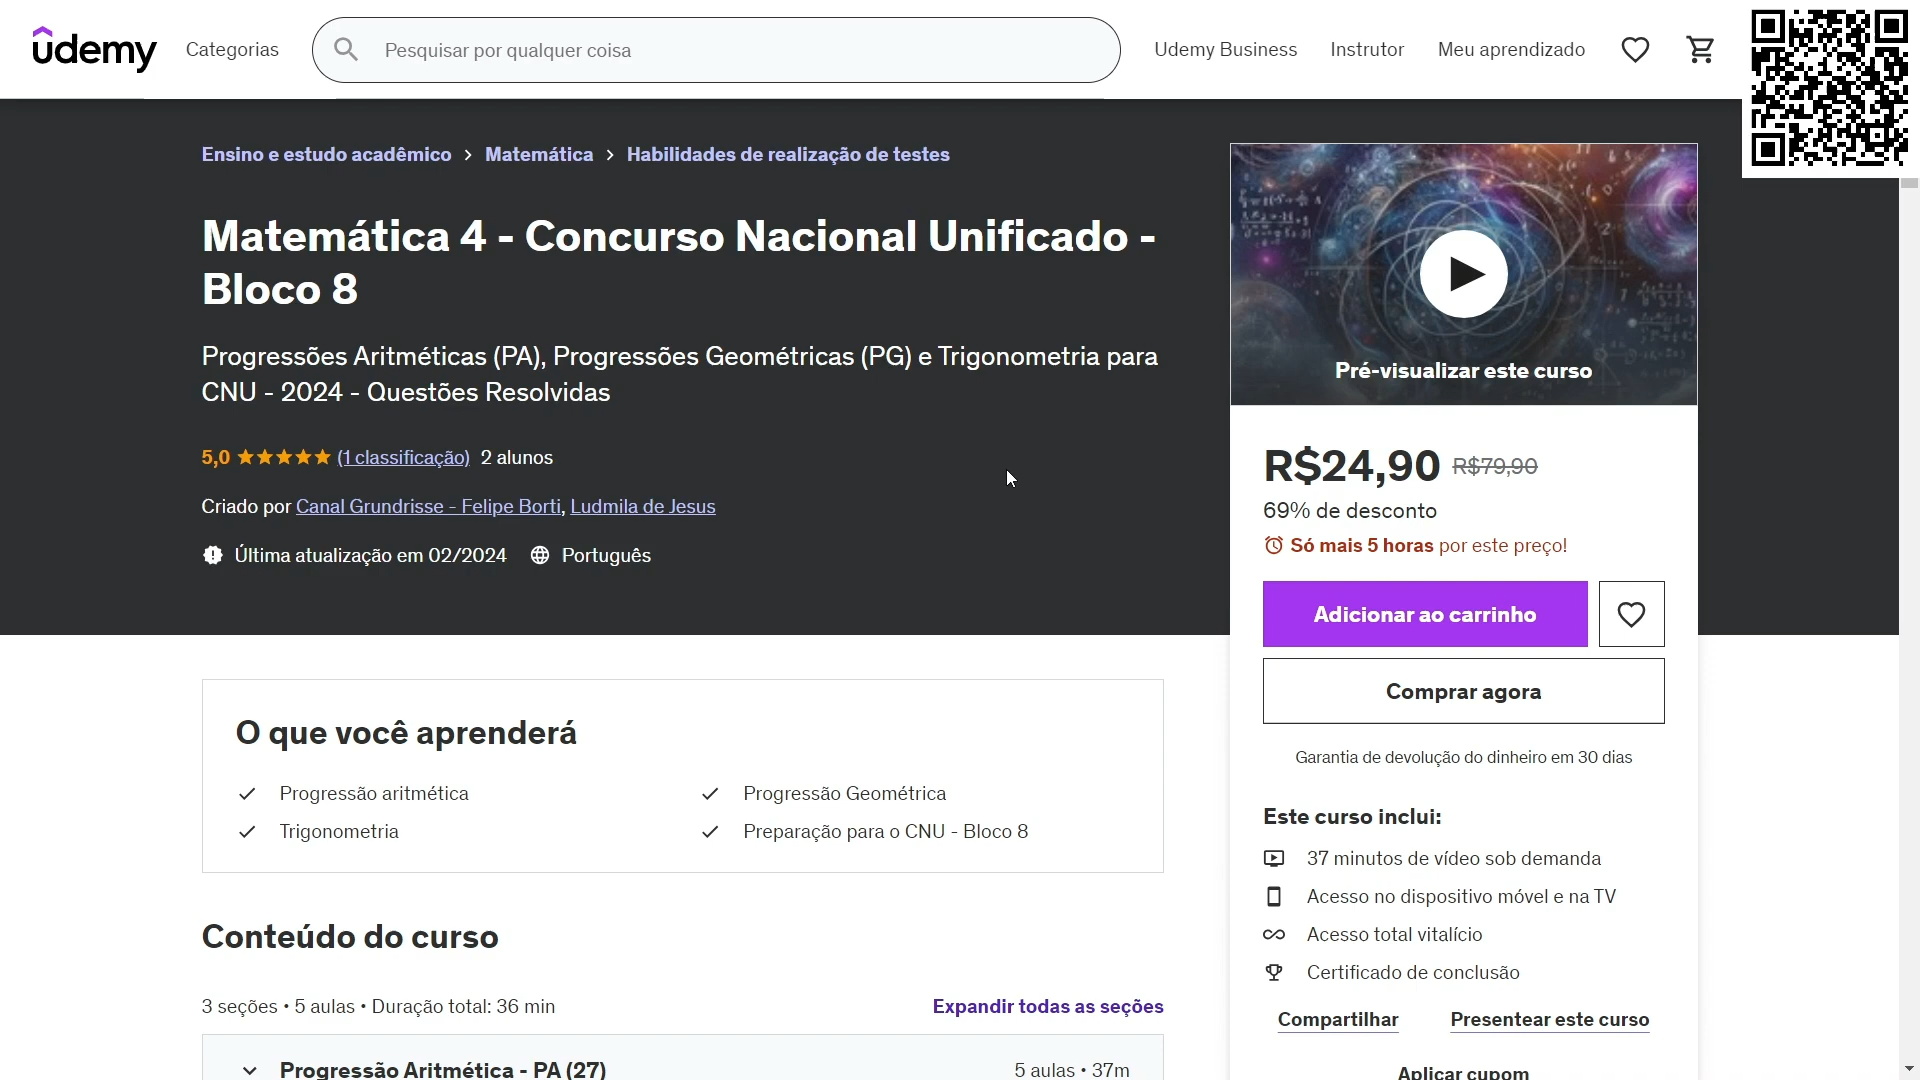 ûdemy
Categorias
Pesquisar por qualquer coisa
Udemy Business
Instrutor
Meu aprendizado
Ensino e estudo acadêmico > Matemática > Habilidades de realização de testes
Matemática 4 - Concurso Nacional Unificado -
Bloco 8
Progressões Aritméticas (PA), Progressões Geométricas (PG) e Trigonometria para
CNU - 2024 - Questões Resolvidas
5,0 (1 classificação) 2 alunos
Criado por Canal Grundrisse - Felipe Borti, Ludmila de Jesus
Última atualização em 02/2024 Português
Pré-visualizar este curso
R$24,90 R$79,90
69% de desconto
Só mais 5 horas por este preço!
Adicionar ao carrinho
Comprar agora
Garantia de devolução do dinheiro em 30 dias
Este curso inclui:
37 minutos de vídeo sob demanda
Acesso no dispositivo móvel e na TV
Acesso total vitalício
Certificado de conclusão
Compartilhar
Presentear este curso
Aplicar cupom
O que você aprenderá
Progressão aritmética
Progressão Geométrica
Trigonometria
Preparação para o CNU - Bloco 8
Conteúdo do curso
3 seções • 5 aulas • Duração total: 36 min
Expandir todas as seções
Progressão Aritmética - PA (27)
5 aulas • 37m